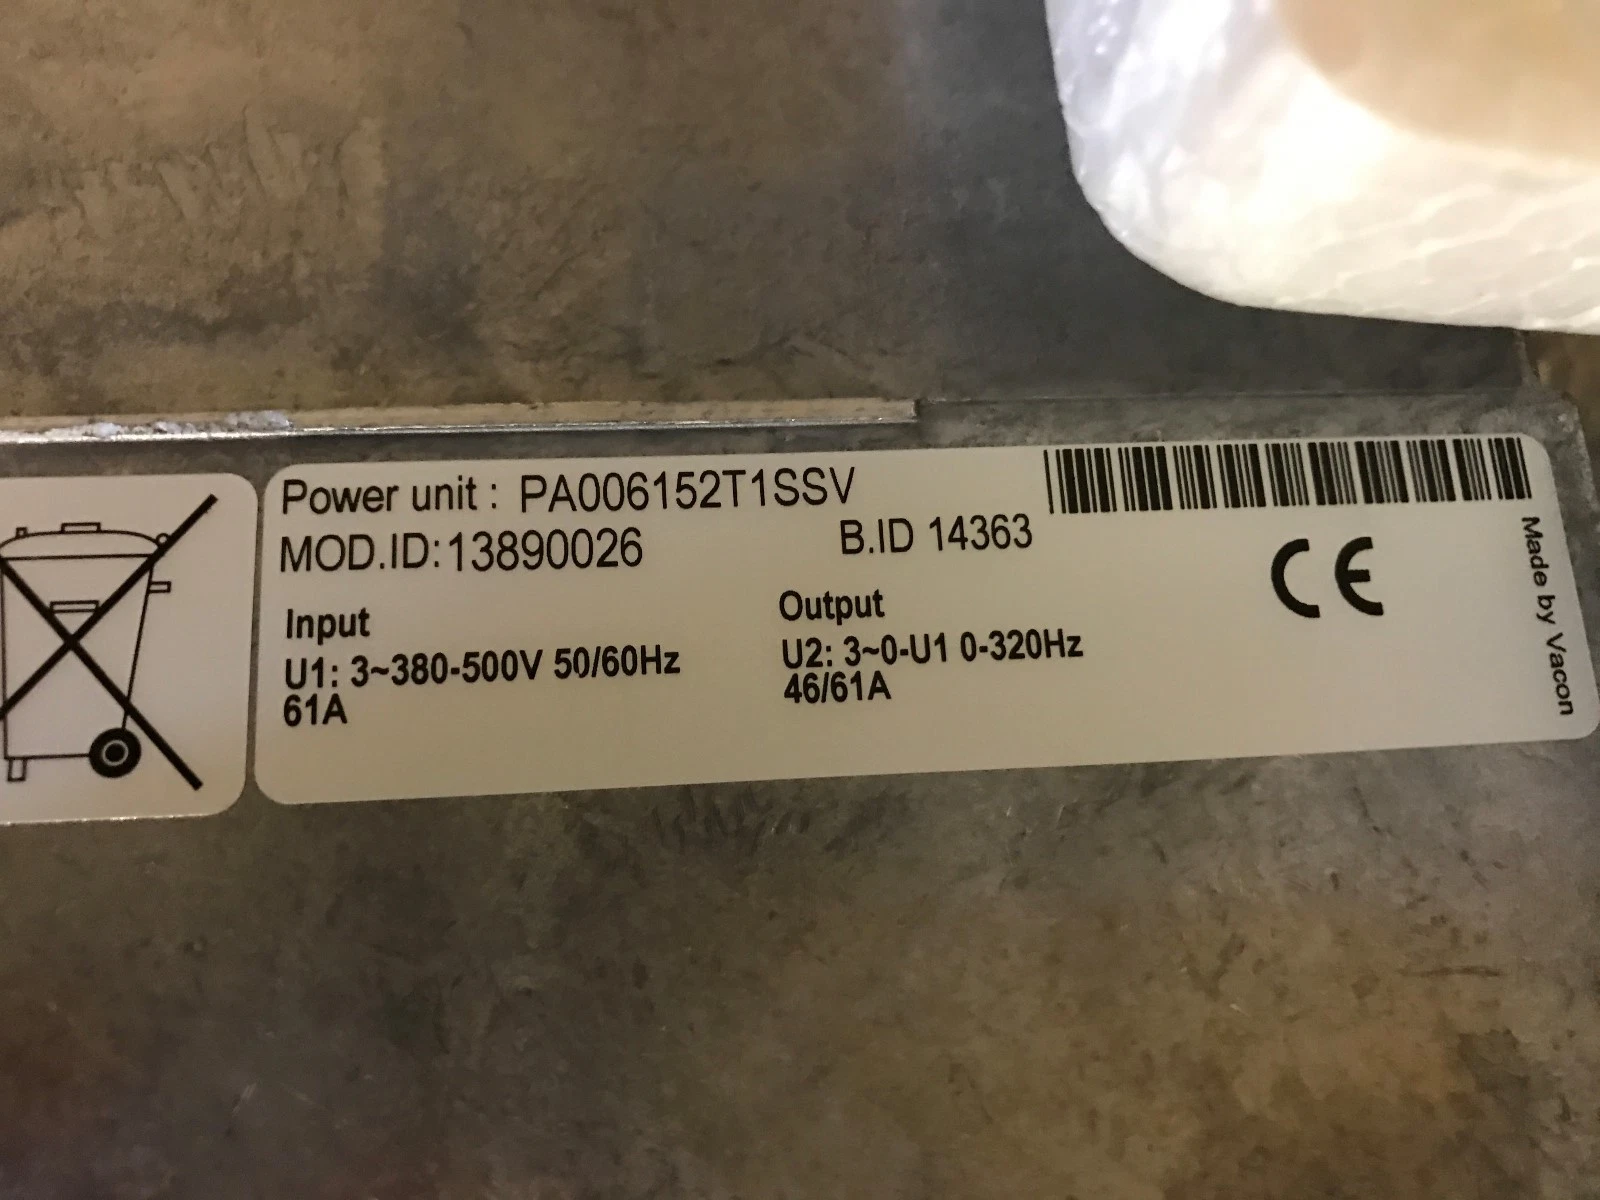 Power unit : PA006152T1SSV
MOD.ID:13890026
B.ID 14363
Input
U1: 3~380-500V 50/60Hz
61A
Output
U2: 3~0-U1 0-320Hz
46/61A
CE
Made by Vacon